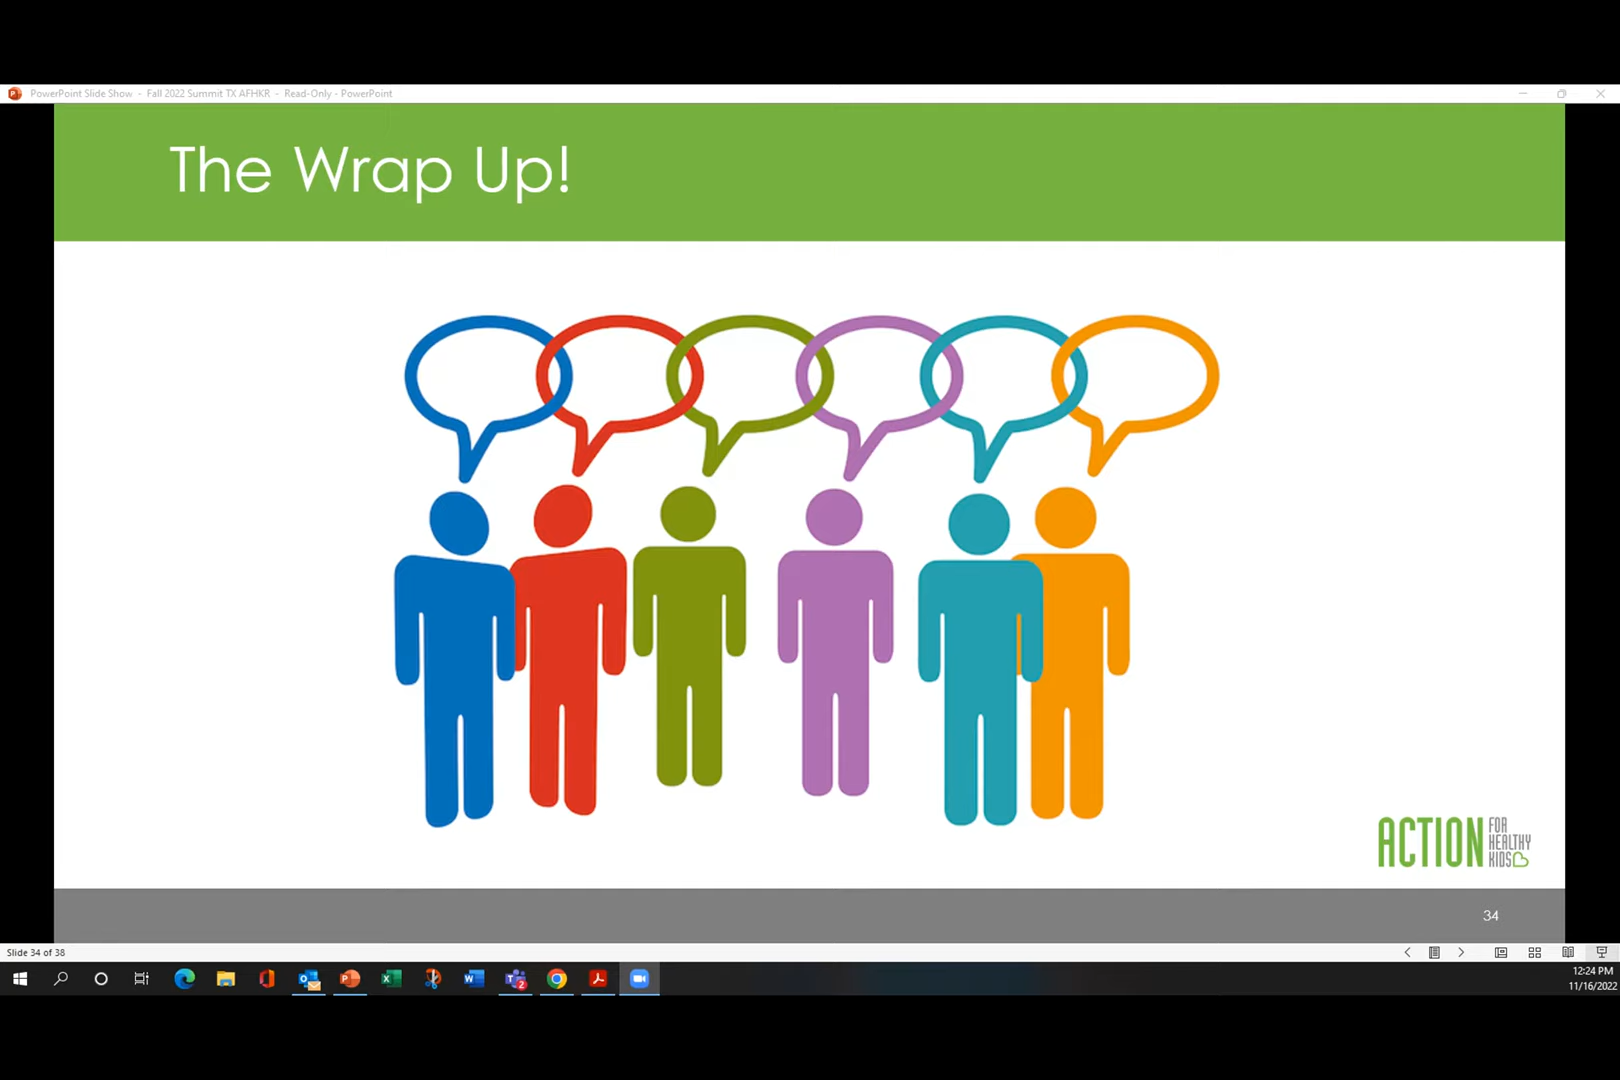 PowerPoint Slide Show - Fall 2022 Summit TX AFHKR - Read-Only - PowerPoint
The Wrap Up!
ACTION FOR HEALTHY KIDS
34
Slide 34 of 38
2
12:24 PM
11/16/2022